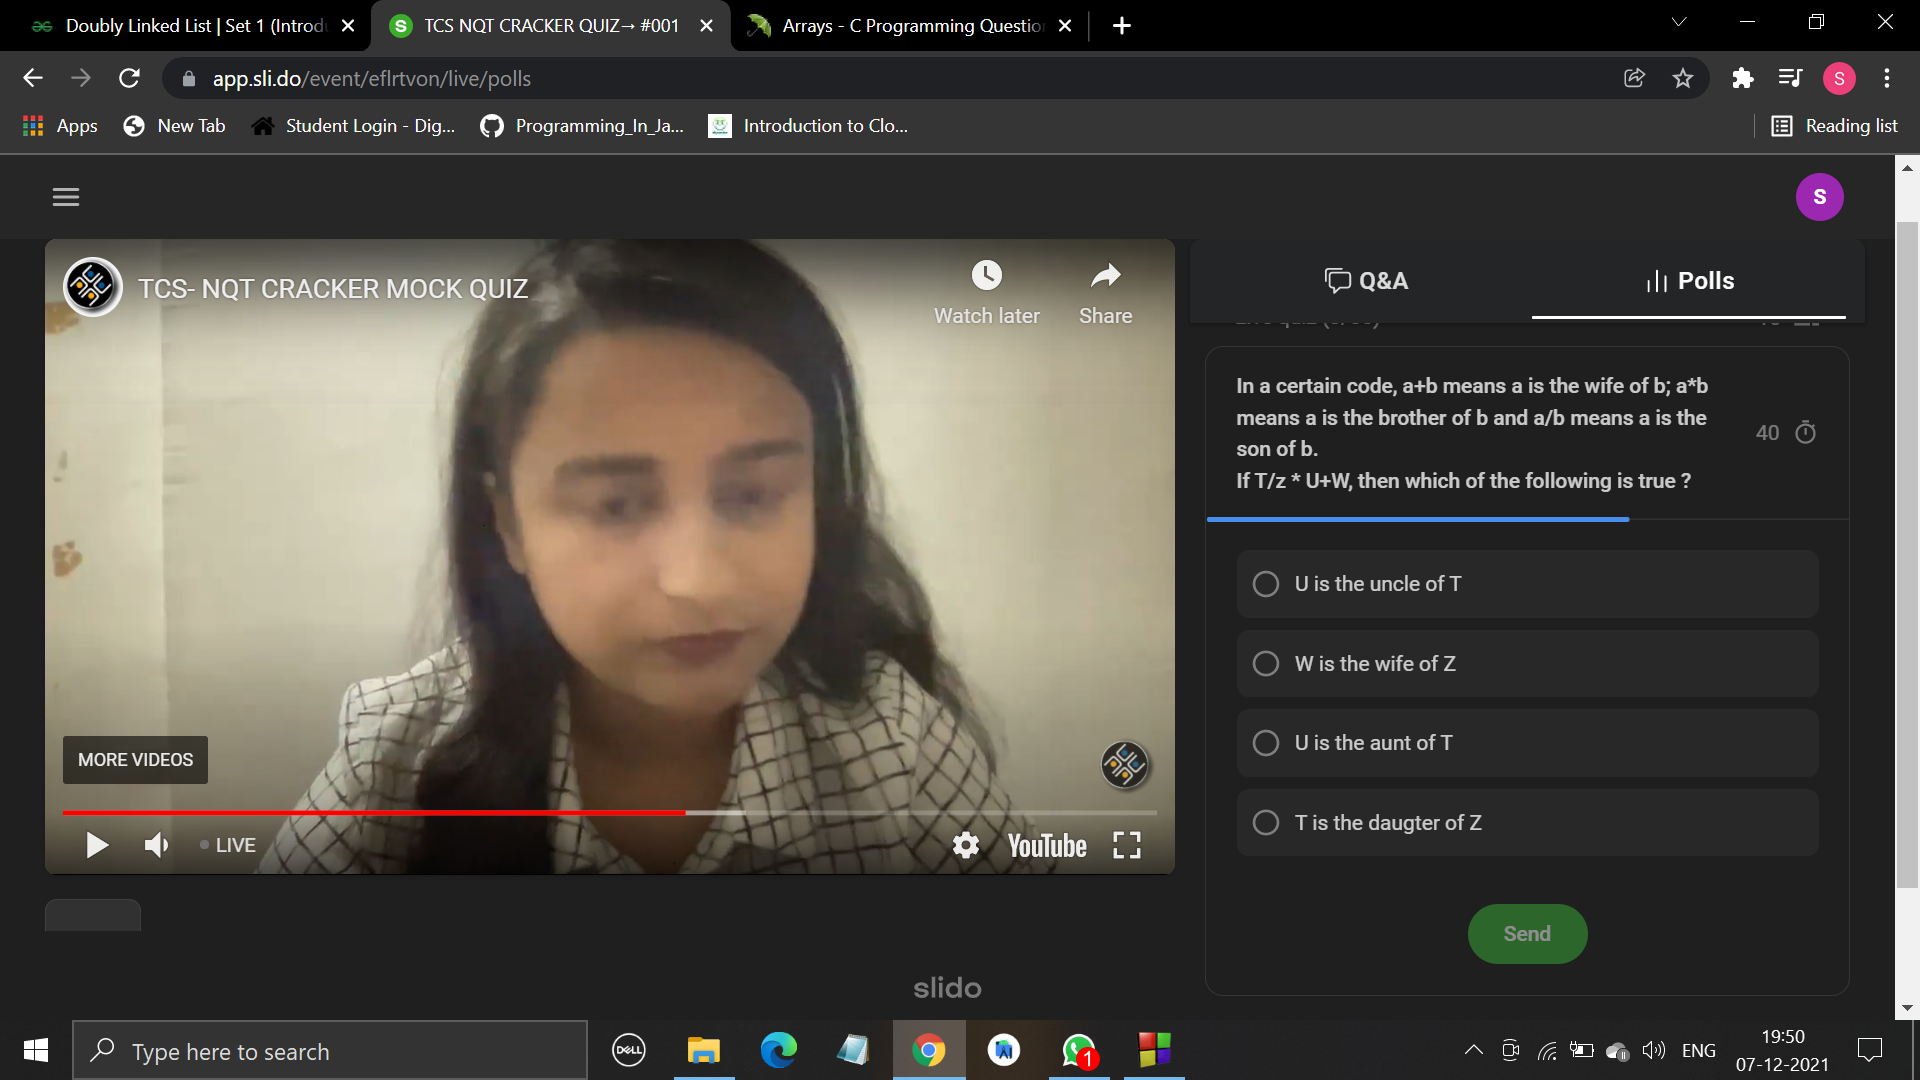 Doubly Linked List | Set 1 (Introd
TCS NQT CRACKER QUIZ→ #001
Arrays - C Programming Questio
app.sli.do/event/eflrtvon/live/polls
S
Apps
New Tab
Student Login - Dig...
Programming_In_Ja...
Introduction to Clo...
Reading list
S
TCS- NQT CRACKER MOCK QUIZ
Watch later
Share
MORE VIDEOS
LIVE
YouTube
Q&A
Polls
In a certain code, a+b means a is the wife of b; a*b
means a is the brother of b and a/b means a is the
son of b.
If T/z * U+W, then which of the following is true ?
40
U is the uncle of T
W is the wife of Z
U is the aunt of T
T is the daugter of Z
Send
slido
Type here to search
DELL
1
ENG
19:50
07-12-2021